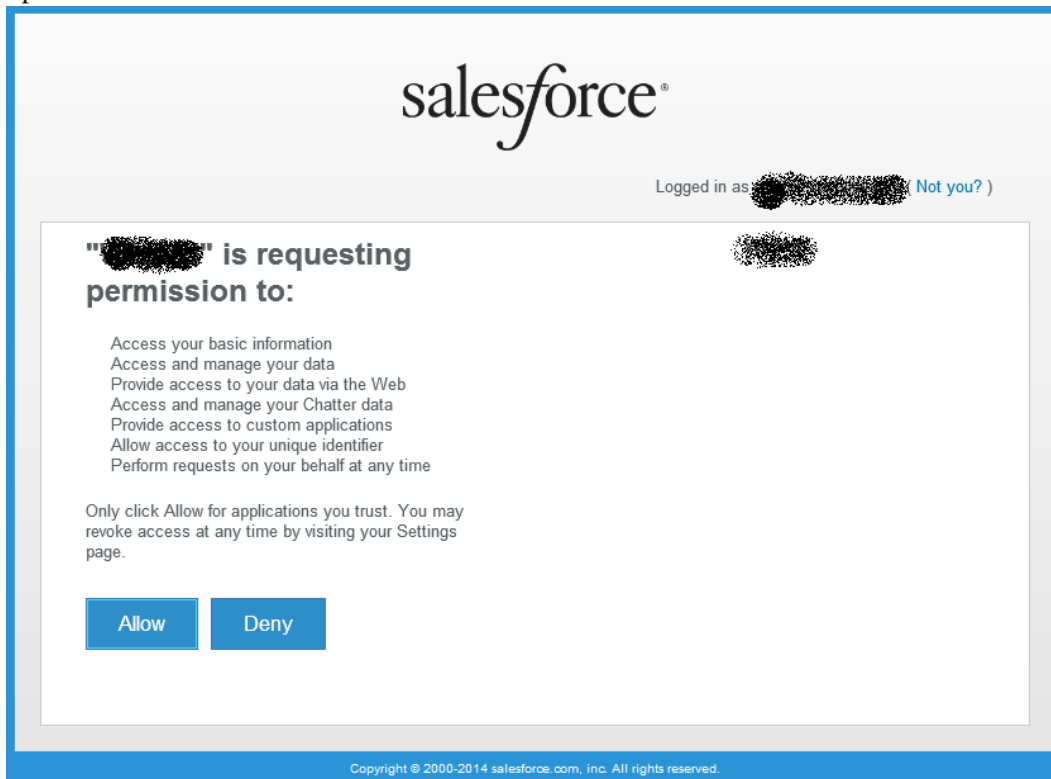 salesforce®
Logged in as ( Not you? )
"" is requesting
permission to:
Access your basic information
Access and manage your data
Provide access to your data via the Web
Access and manage your Chatter data
Provide access to custom applications
Allow access to your unique identifier
Perform requests on your behalf at any time
Only click Allow for applications you trust. You may
revoke access at any time by visiting your Settings
page.
Allow Deny
Copyright © 2000-2014 salesforce.com, inc. All rights reserved.